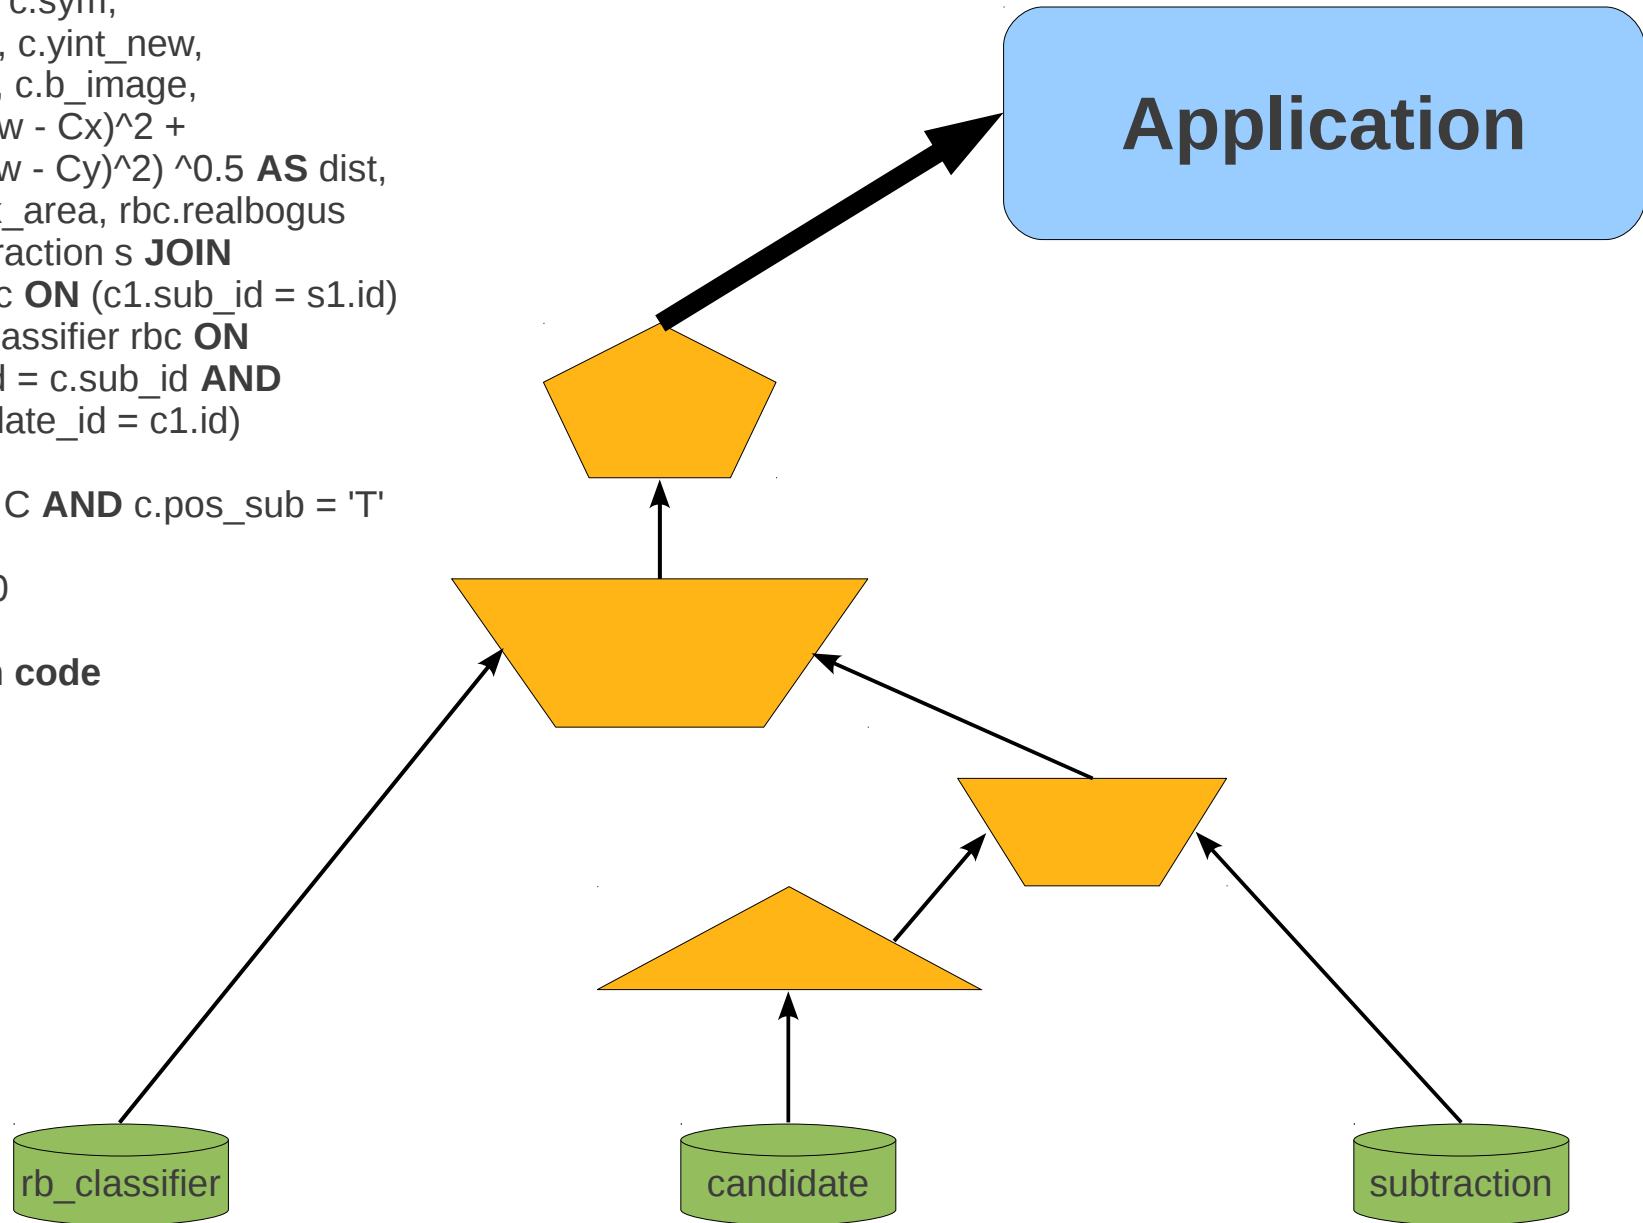 c.sym,
, c.yint_new,
, c.b_image,
w - Cx)^2 +
w - Cy)^2) ^0.5 AS dist,
_area, rbc.realbogus
raction s JOIN
c ON (c1.sub_id = s1.id)
assifier rbc ON
= c.sub_id AND
late_id = c1.id)
C AND c.pos_sub = 'T'
0
code
Application
rb_classifier
candidate
subtraction